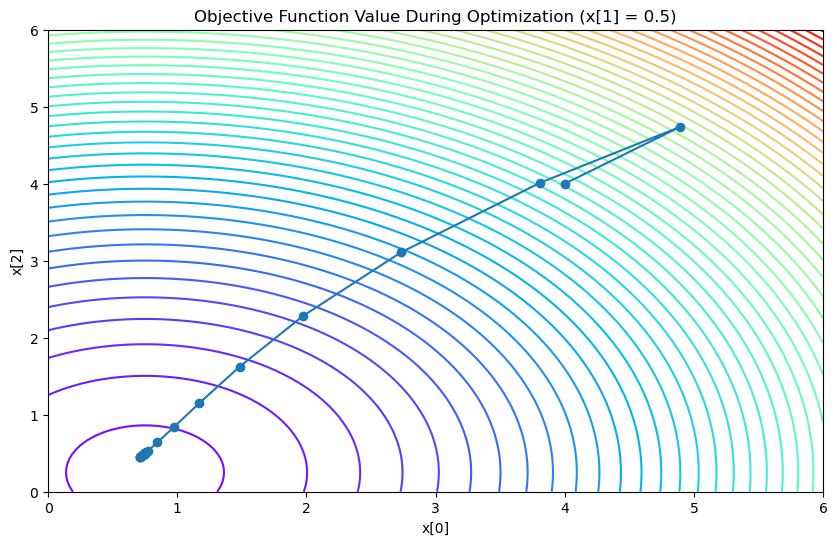 Objective Function Value During Optimization (x[1] = 0.5)
6
5
4
3
2
1
0
x[2]
0 1 2 3 4 5 6
x[0]